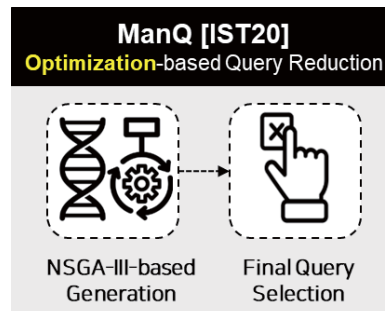 ManQ [IST20]
Optimization-based Query Reduction
NSGA-III-based
Generation
Final Query
Selection